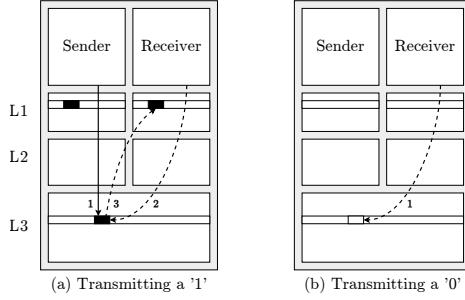 Sender Receiver Sender Receiver
L1
L2
1 3 2 1
L3
(a) Transmitting a '1' (b) Transmitting a '0'